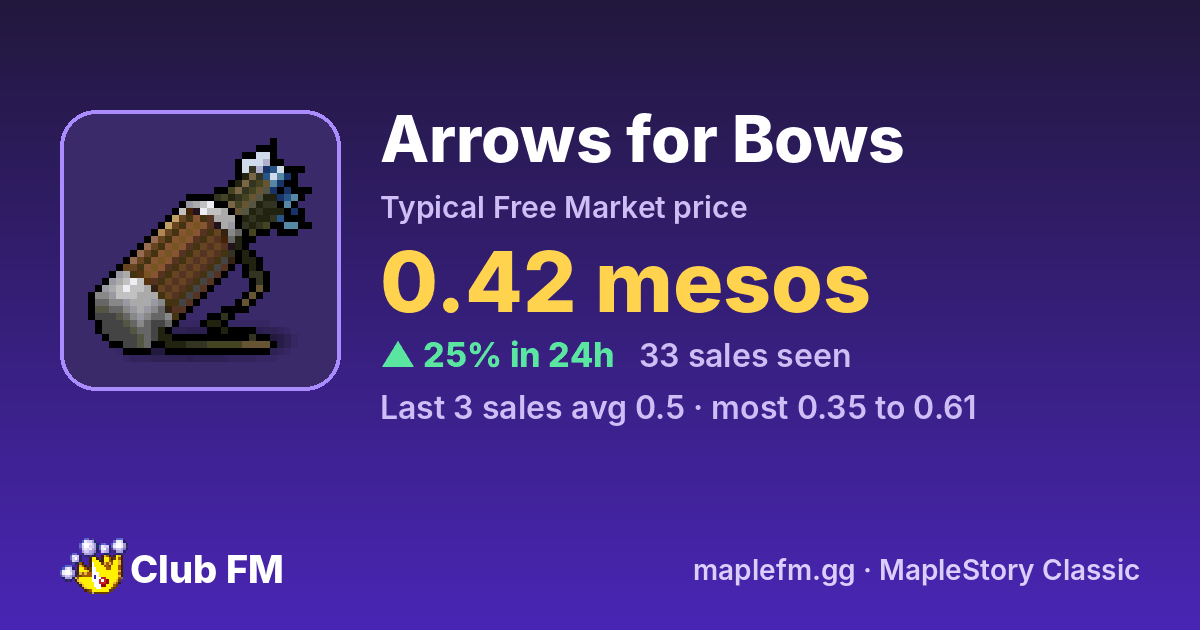 Arrows for Bows
Typical Free Market price
0.42 mesos
▲ 25% in 24h 33 sales seen
Last 3 sales avg 0.5 · most 0.35 to 0.61
Club FM
maplefm.gg · MapleStory Classic